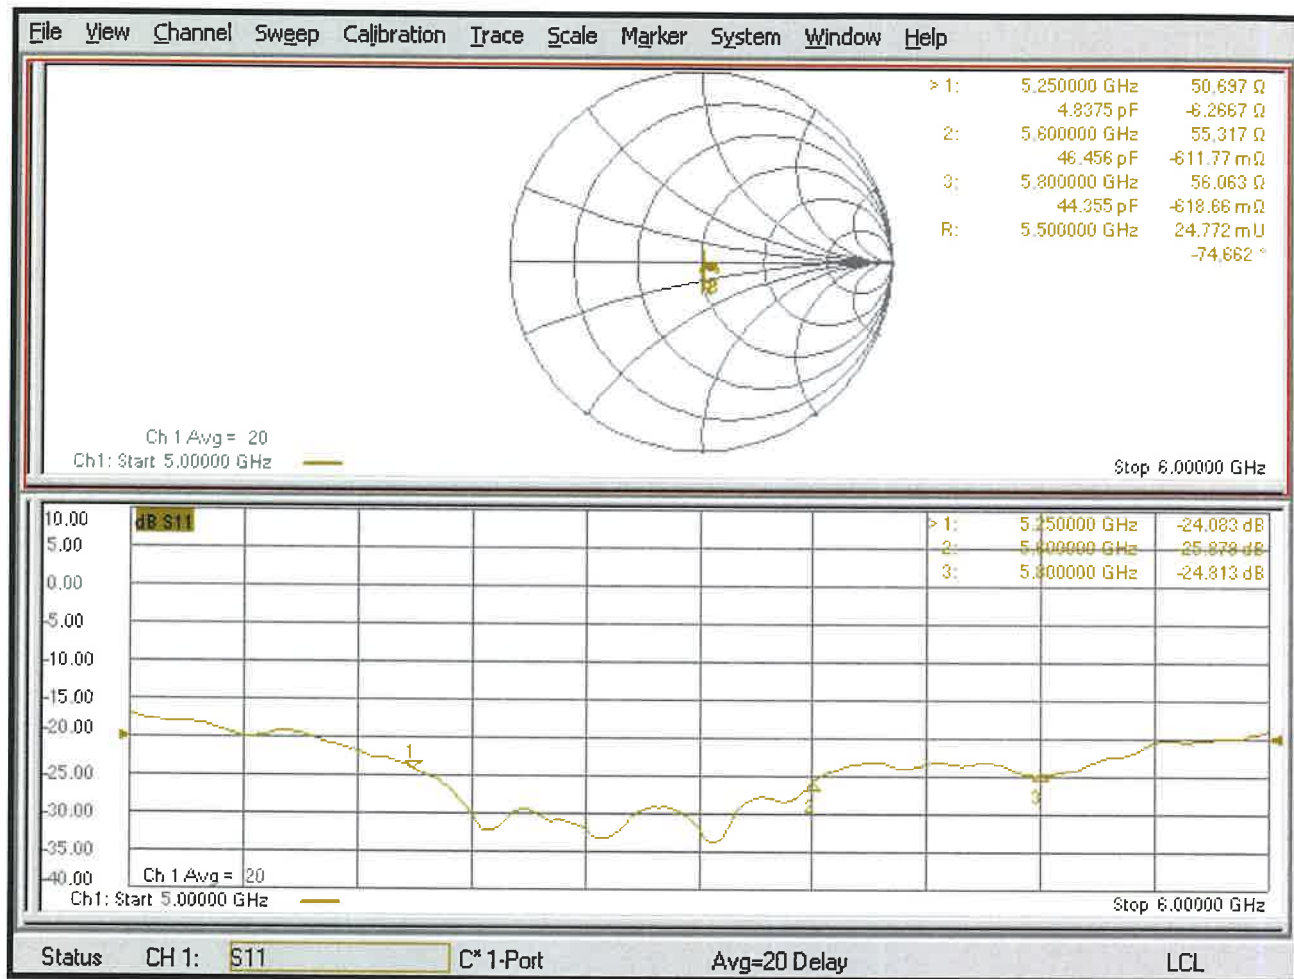 File View Channel Sweep Calibration Trace Scale Marker System Window Help
> 1: 5.250000 GHz 50.697 Ω
4.8375 pF -6.2667 Ω
2: 5.600000 GHz 55.317 Ω
46.456 pF -611.77 mΩ
3: 5.800000 GHz 56.063 Ω
44.355 pF -618.66 mΩ
R: 5.500000 GHz 24.772 mU
-74.662 °
Ch 1 Avg = 20
Ch1: Start 5.00000 GHz
Stop 6.00000 GHz
10.00
dB S11
> 1: 5.250000 GHz -24.083 dB
5.00
2: 5.600000 GHz -25.878 dB
0.00
3: 5.800000 GHz -24.813 dB
-5.00
-10.00
-15.00
-20.00
1
-25.00
2
3
-30.00
-35.00
-40.00
Ch 1 Avg = 20
Ch1: Start 5.00000 GHz
Stop 6.00000 GHz
Status CH 1: S11 C* 1-Port Avg=20 Delay LCL